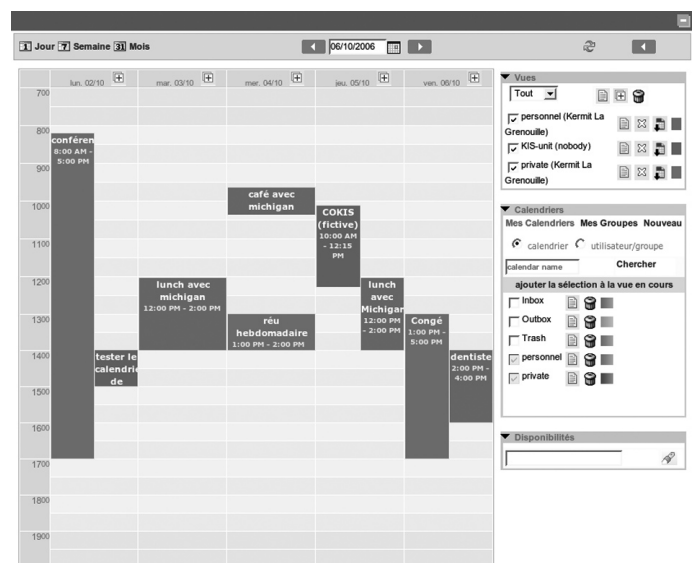 1 Jour 7 Semaine 31 Mois
06/10/2006
lun. 02/10
mar. 03/10
mer. 04/10
jeu. 05/10
ven. 06/10
700
800
900
1000
1100
1200
1300
1400
1500
1600
1700
1800
1900
conféren
8:00 AM -
5:00 PM
tester le
calendrie
de
lunch avec
michigan
12:00 PM - 2:00 PM
café avec
michigan
réu
hebdomadaire
1:00 PM - 2:00 PM
COKIS
(fictive)
10:00 AM
- 12:15
PM
lunch
avec
Michigan
12:00 PM
- 2:00 PM
Congé
1:00 PM -
5:00 PM
dentiste
2:00 PM -
4:00 PM
Vues
Tout
personnel (Kermit La
Grenouille)
KIS-unit (nobody)
private (Kermit La
Grenouille)
Calendriers
Mes Calendriers Mes Groupes Nouveau
calendrier utilisateur/groupe
calendar name Chercher
ajouter la sélection à la vue en cours
Inbox
Outbox
Trash
personnel
private
Disponibilités